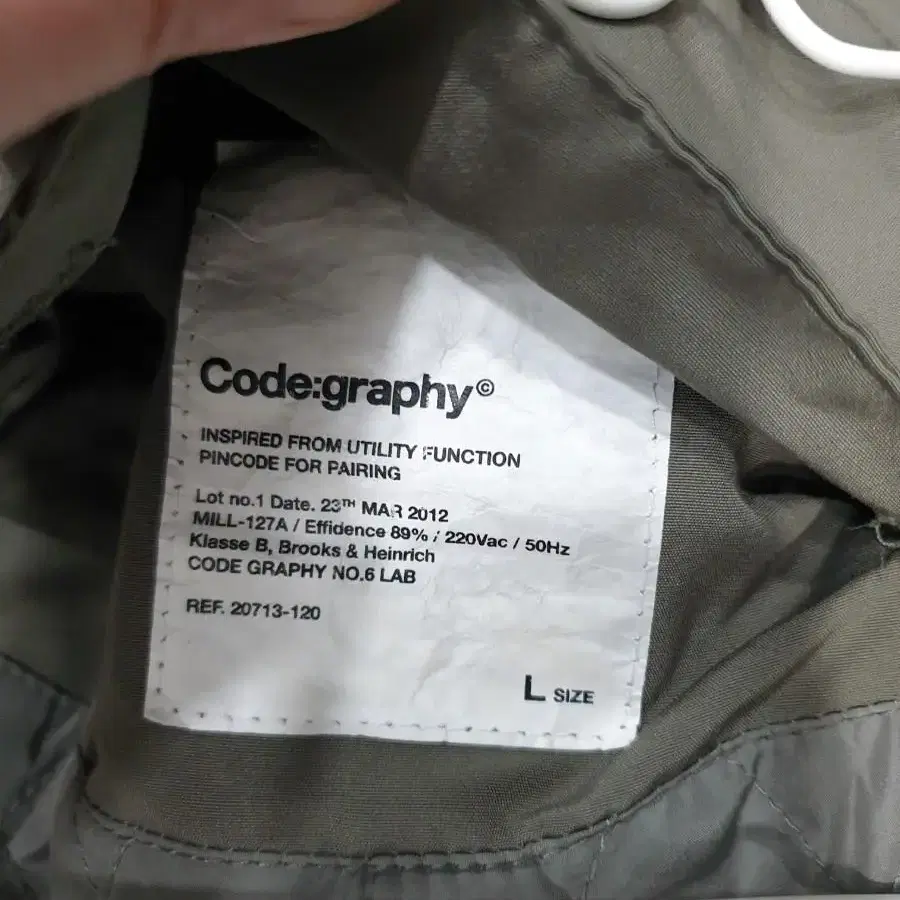 Code:graphy©
INSPIRED FROM UTILITY FUNCTION
PINCODE FOR PAIRING
Lot no.1 Date. 23TH MAR 2012
MILL-127A / Effidence 89% / 220Vac / 50Hz
Klasse B, Brooks & Heinrich
CODE GRAPHY NO.6 LAB
REF. 20713-120
L SIZE